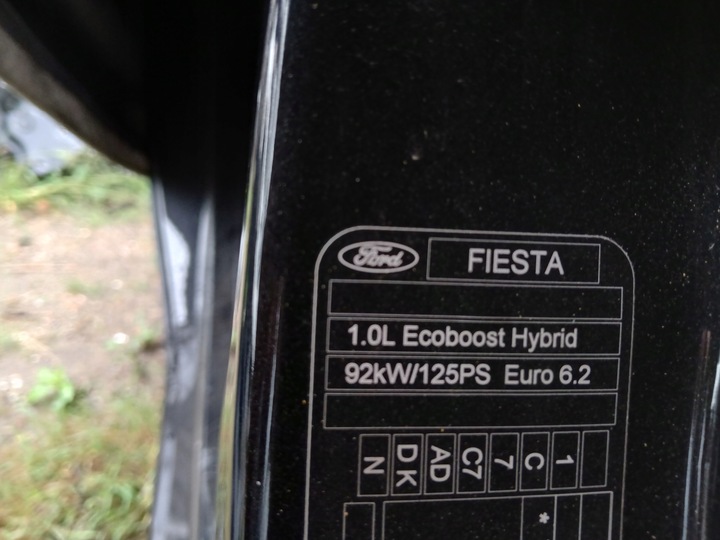 Ford FIESTA
1.0L Ecoboost Hybrid
92kW/125PS Euro 6.2
N DK AD C7 7 C 1
*